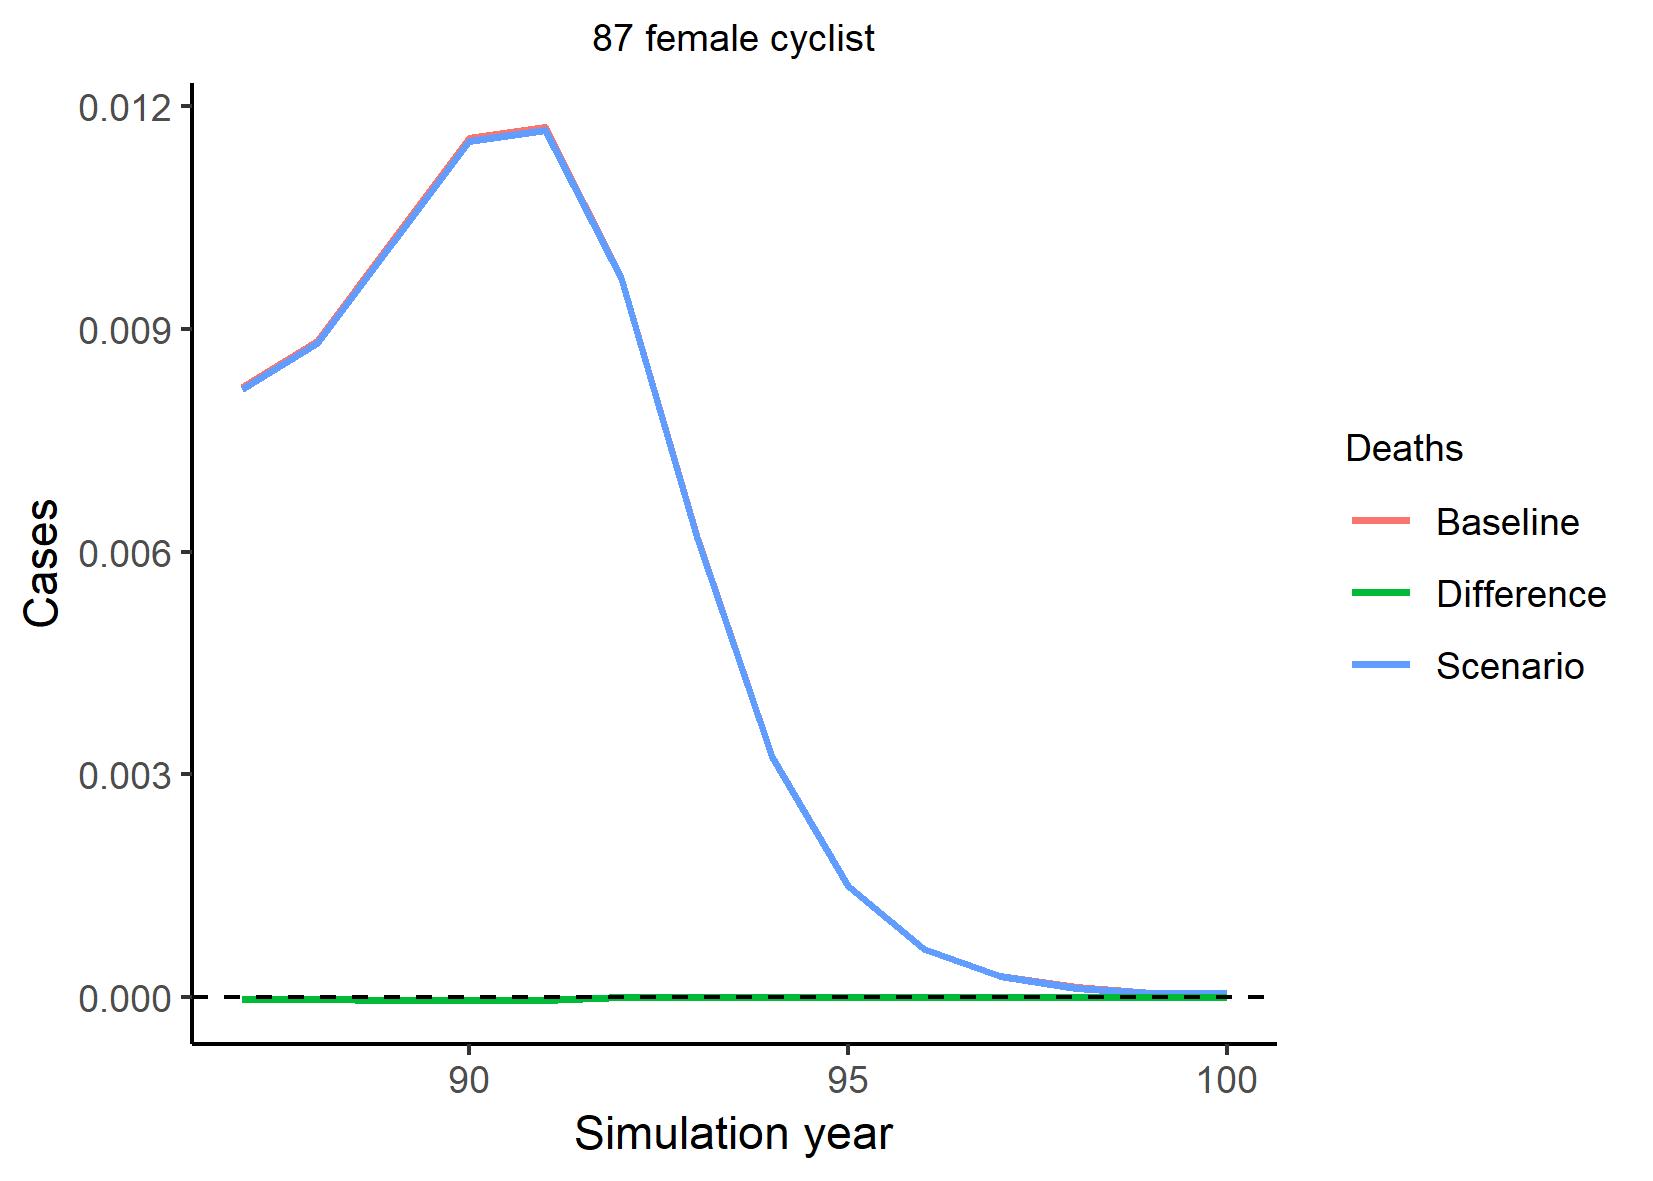 87 female cyclist
0.012
0.009
0.006
0.003
0.000
Cases
90 95 100
Simulation year
Deaths
Baseline
Difference
Scenario